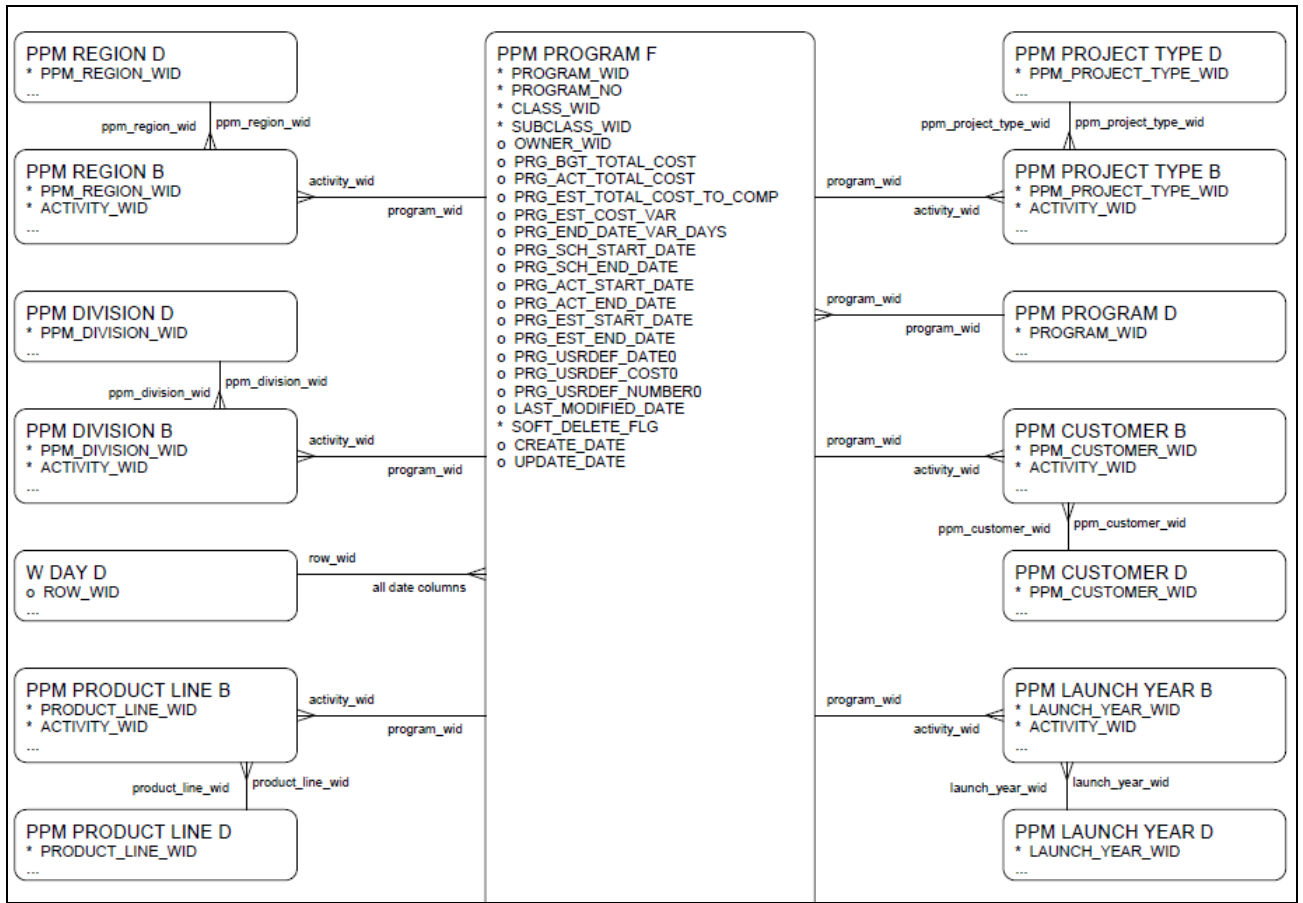 PPM REGION D
* PPM_REGION_WID
...
ppm_region_wid
ppm_region_wid
PPM REGION B
* PPM_REGION_WID
* ACTIVITY_WID
...
activity_wid
program_wid
PPM DIVISION D
* PPM_DIVISION_WID
...
ppm_division_wid
ppm_division_wid
PPM DIVISION B
* PPM_DIVISION_WID
* ACTIVITY_WID
...
activity_wid
program_wid
W DAY D
o ROW_WID
...
row_wid
all date columns
PPM PRODUCT LINE B
* PRODUCT_LINE_WID
* ACTIVITY_WID
...
activity_wid
program_wid
product_line_wid
product_line_wid
PPM PRODUCT LINE D
* PRODUCT_LINE_WID
...
PPM PROGRAM F
* PROGRAM_WID
* PROGRAM_NO
* CLASS_WID
* SUBCLASS_WID
o OWNER_WID
o PRG_BGT_TOTAL_COST
o PRG_ACT_TOTAL_COST
o PRG_EST_TOTAL_COST_TO_COMP
o PRG_EST_COST_VAR
o PRG_END_DATE_VAR_DAYS
o PRG_SCH_START_DATE
o PRG_SCH_END_DATE
o PRG_ACT_START_DATE
o PRG_ACT_END_DATE
o PRG_EST_START_DATE
o PRG_EST_END_DATE
o PRG_USRDEF_DATE0
o PRG_USRDEF_COST0
o PRG_USRDEF_NUMBER0
o LAST_MODIFIED_DATE
* SOFT_DELETE_FLG
o CREATE_DATE
o UPDATE_DATE
PPM PROJECT TYPE D
* PPM_PROJECT_TYPE_WID
...
ppm_project_type_wid
ppm_project_type_wid
program_wid
activity_wid
PPM PROJECT TYPE B
* PPM_PROJECT_TYPE_WID
* ACTIVITY_WID
...
program_wid
program_wid
PPM PROGRAM D
* PROGRAM_WID
...
program_wid
activity_wid
PPM CUSTOMER B
* PPM_CUSTOMER_WID
* ACTIVITY_WID
...
ppm_customer_wid
ppm_customer_wid
PPM CUSTOMER D
* PPM_CUSTOMER_WID
...
program_wid
activity_wid
PPM LAUNCH YEAR B
* LAUNCH_YEAR_WID
* ACTIVITY_WID
...
launch_year_wid
launch_year_wid
PPM LAUNCH YEAR D
* LAUNCH_YEAR_WID
...